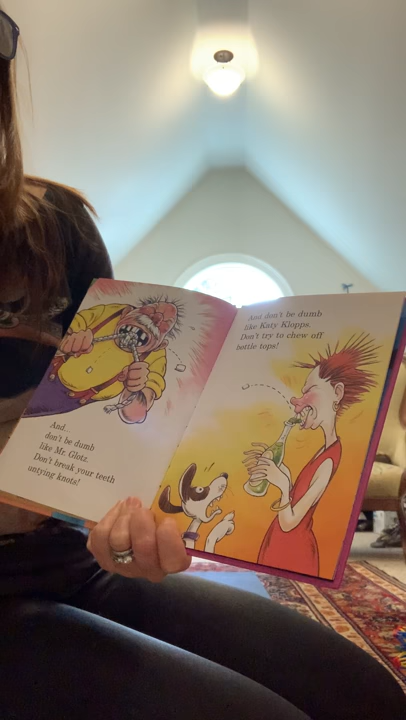 And...
don't be dumb
like Mr. Glotz.
Don't break your teeth
untying knots!
And don't be dumb
like Katy Klopps.
Don't try to chew off
bottle tops!